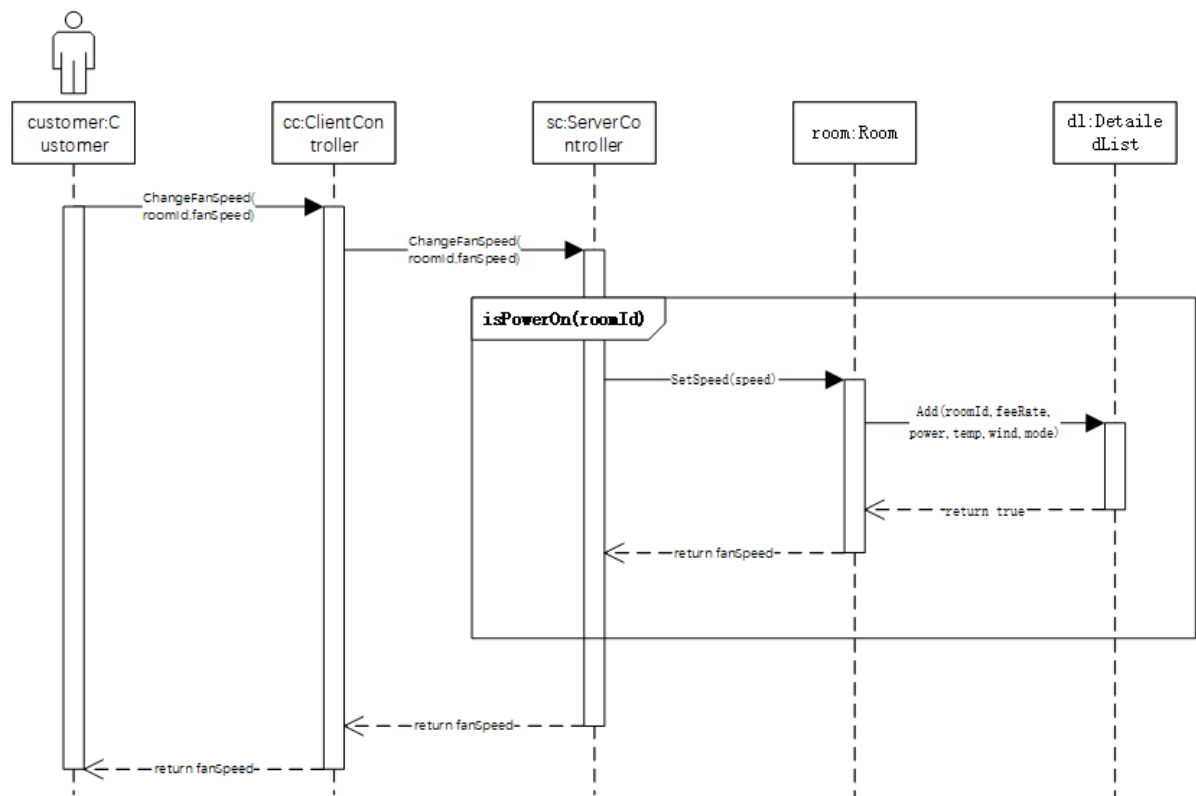 customer:C
ustomer
cc:ClientCon
troller
sc:ServerCo
ntroller
room:Room
dl:Detaile
dList
ChangeFanSpeed(
roomId,fanSpeed)
ChangeFanSpeed(
roomId,fanSpeed)
isPowerOn(roomId)
SetSpeed(speed)
Add(roomId,feeRate,
power,temp,wind,mode)
return true
return fanSpeed
return fanSpeed
return fanSpeed